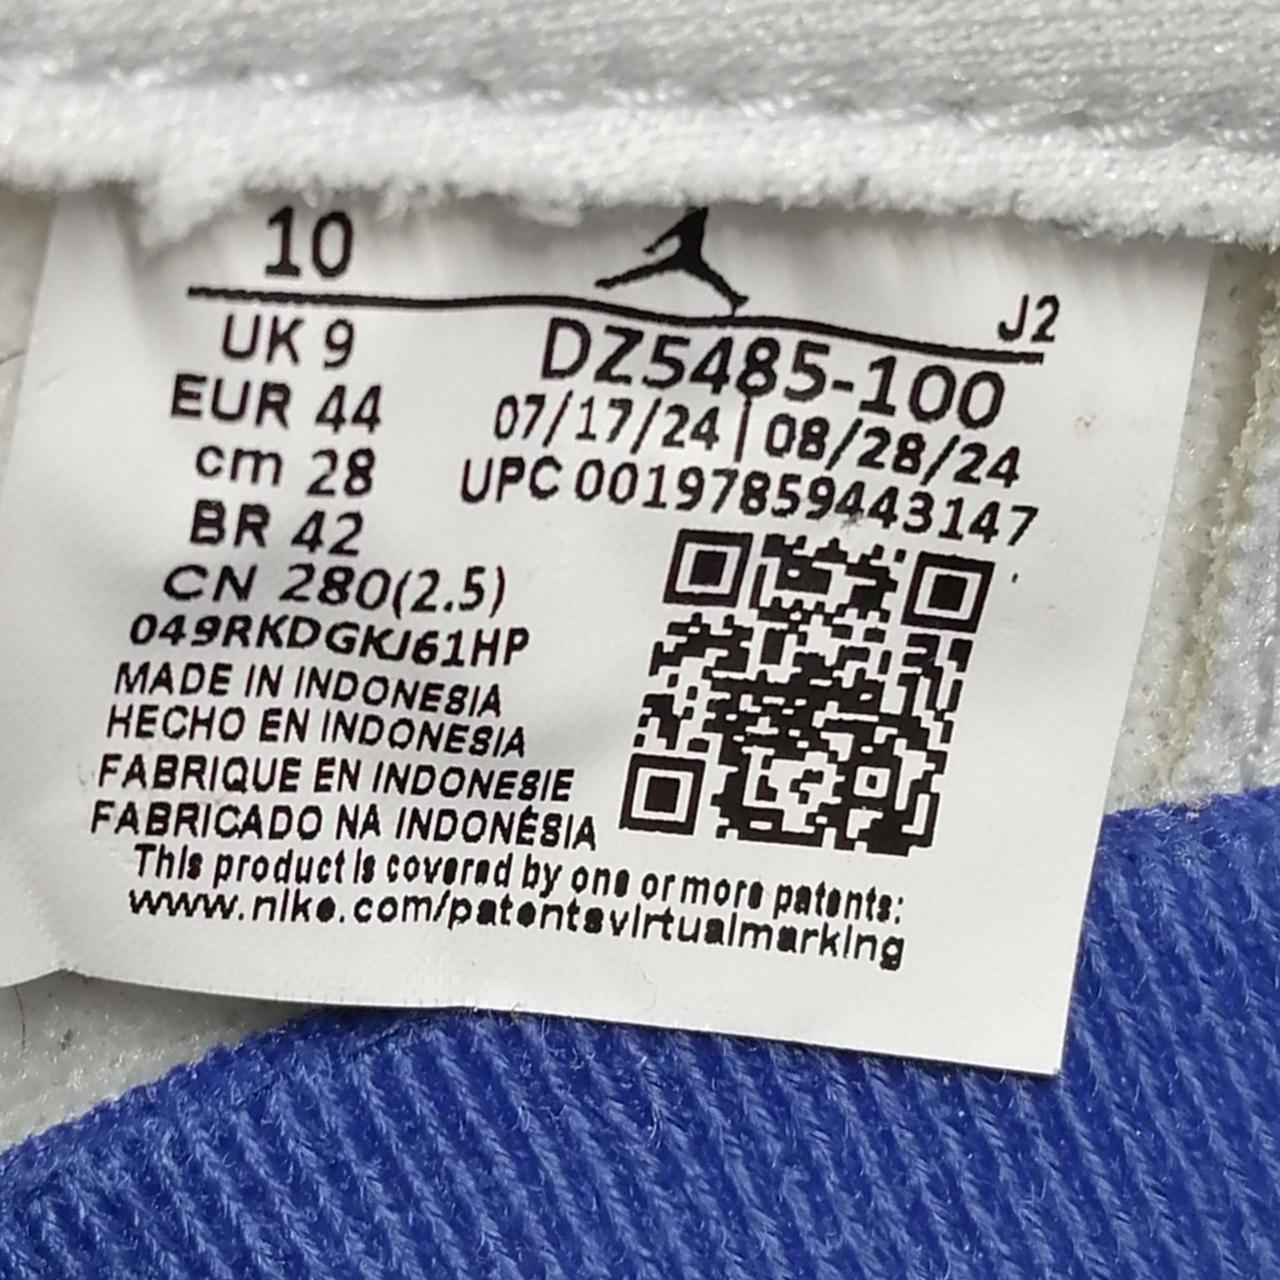 10
J2
UK 9
EUR 44
cm 28
BR 42
CN 280(2.5)
049RKDGKJ61HP
MADE IN INDONESIA
HECHO EN INDONESIA
FABRIQUE EN INDONESIE
FABRICADO NA INDONÉSIA
DZ5485-100
07/17/24 | 08/28/24
UPC 00197859443147
This product is covered by one or more patents:
www.nike.com/patentsvirtualmarking